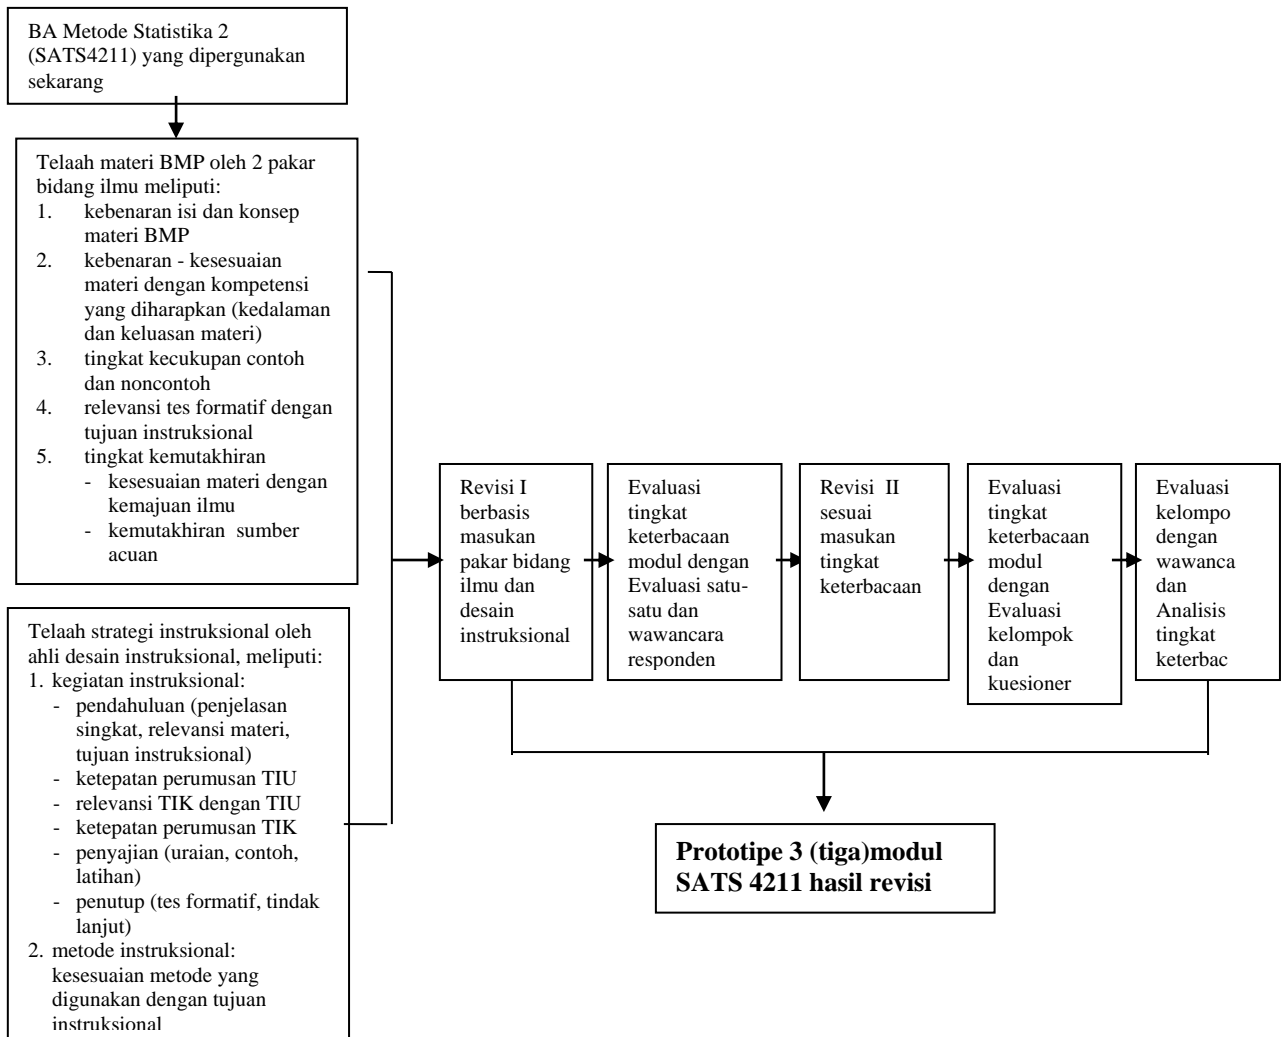 BA Metode Statistika 2
(SATS4211) yang dipergunakan
sekarang
Telaah materi BMP oleh 2 pakar
bidang ilmu meliputi:
1. kebenaran isi dan konsep
materi BMP
2. kebenaran - kesesuaian
materi dengan kompetensi
yang diharapkan (kedalaman
dan keluasan materi)
3. tingkat kecukupan contoh
dan noncontoh
4. relevansi tes formatif dengan
tujuan instruksional
5. tingkat kemutakhiran
- kesesuaian materi dengan
kemajuan ilmu
- kemutakhiran sumber
acuan
Telaah strategi instruksional oleh
ahli desain instruksional, meliputi:
1. kegiatan instruksional:
- pendahuluan (penjelasan
singkat, relevansi materi,
tujuan instruksional)
- ketepatan perumusan TIU
- relevansi TIK dengan TIU
- ketepatan perumusan TIK
- penyajian (uraian, contoh,
latihan)
- penutup (tes formatif, tindak
lanjut)
2. metode instruksional:
kesesuaian metode yang
digunakan dengan tujuan
instruksional
Revisi I
berbasis
masukan
pakar bidang
ilmu dan
desain
instruksional
Evaluasi
tingkat
keterbacaan
modul dengan
Evaluasi satu-
satu dan
wawancara
responden
Revisi II
sesuai
masukan
tingkat
keterbacaan
Evaluasi
tingkat
keterbacaan
modul
dengan
Evaluasi
kelompok
dan
kuesioner
Evaluasi
kelompo
dengan
wawanca
dan
Analisis
tingkat
keterbac
Prototipe 3 (tiga)modul
SATS 4211 hasil revisi